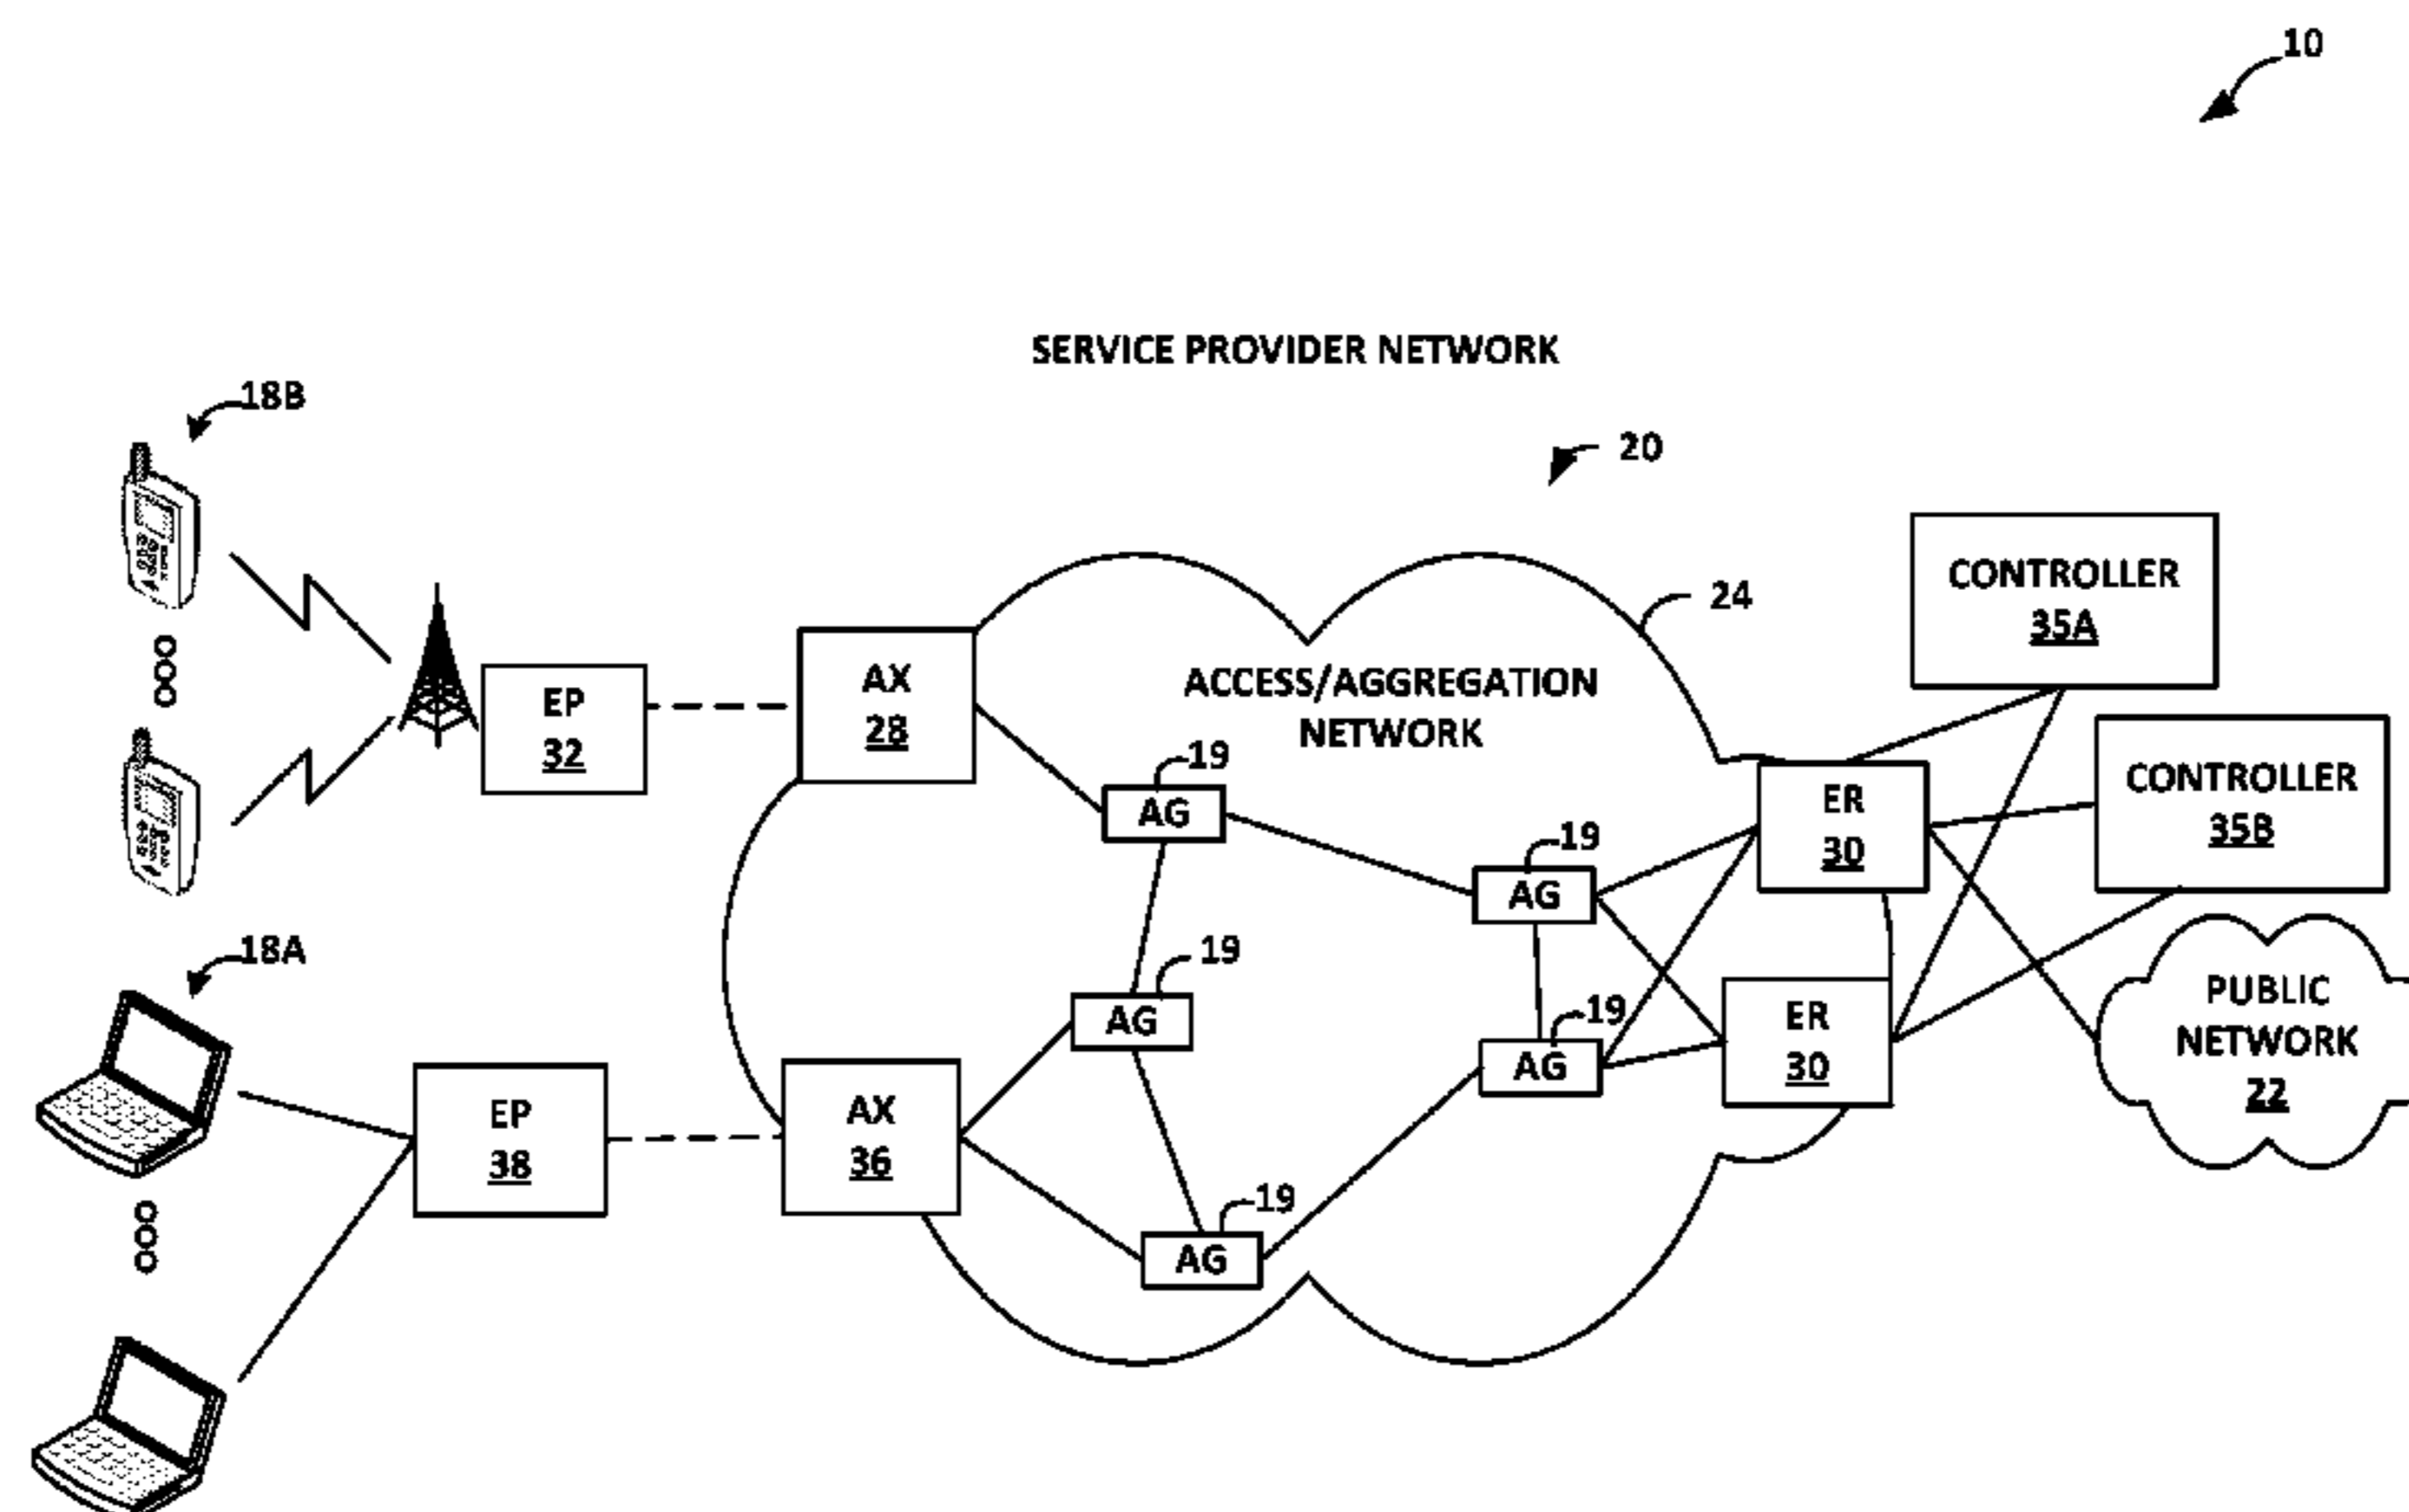 10
SERVICE PROVIDER NETWORK
18B
20
24
CONTROLLER
35A
ACCESS/AGGREGATION
NETWORK
AX
28
EP
32
19
AG
CONTROLLER
35B
ER
30
19
AG
18A
19
AG
19
AG
ER
30
PUBLIC
NETWORK
22
EP
38
AX
36
19
AG